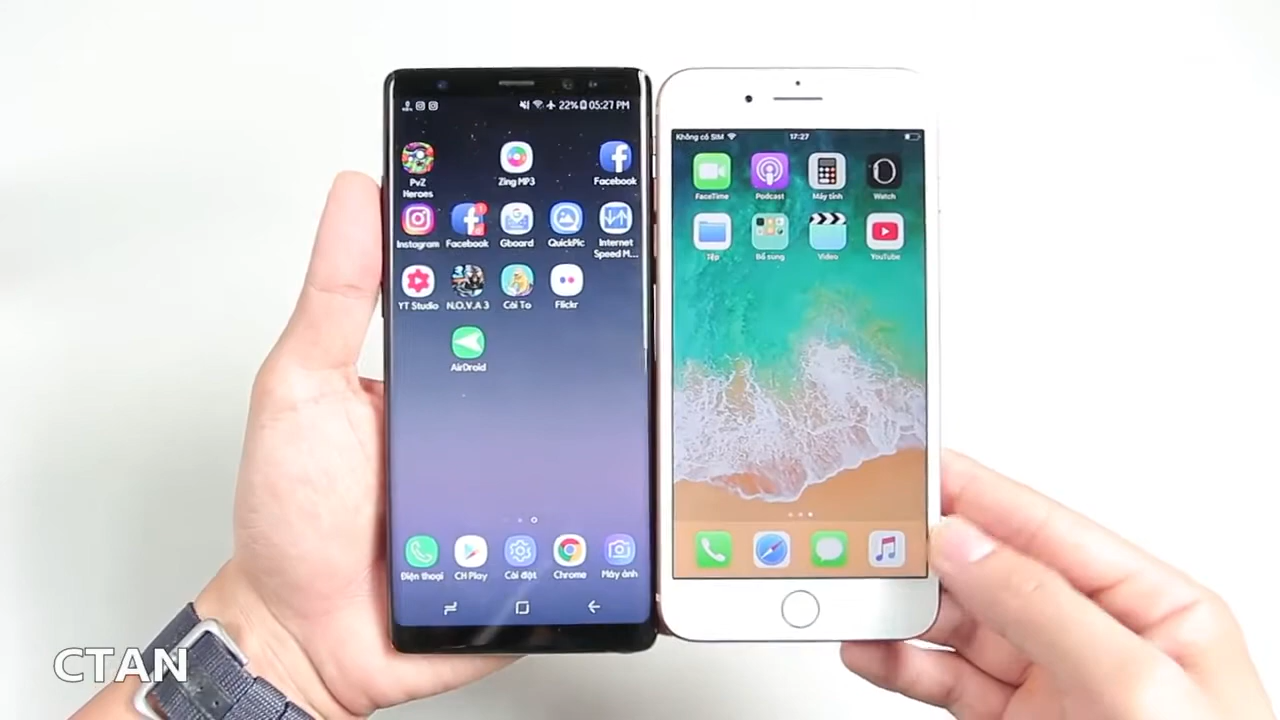 22% 05:27 PM
PvZ Heroes
Zing MP3
Facebook
Instagram
Facebook
1
Gboard
QuickPic
Internet Speed M...
YT Studio
N.O.V.A 3
Cài To
Flickr
AirDroid
Điện thoại
CH Play
Cài đặt
Chrome
Máy ảnh
Không có SIM
17:27
FaceTime
Podcast
Máy tính
Watch
Tệp
Bổ sung
Video
YouTube
CTAN